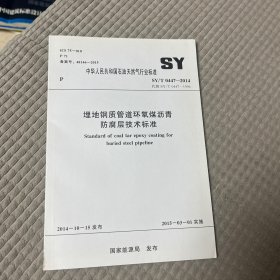 ICS 75-010
P 71
备案号：48166—2015
SY
中华人民共和国石油天然气行业标准
P
SY/T 0447—2014
代替 SY/T 0447—1996
埋地钢质管道环氧煤沥青
防腐层技术标准
Standard of coal tar epoxy coating for
buried steel pipeline
2014—10—15 发布
2015—03—01 实施
国家能源局 发布